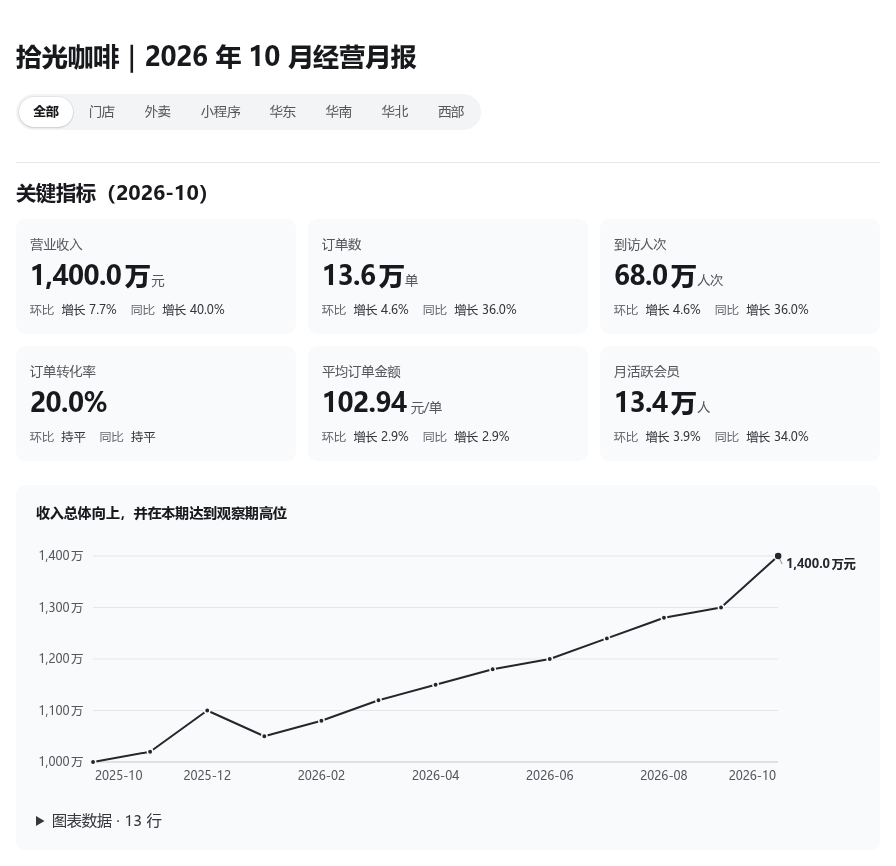 拾光咖啡｜2026 年 10 月经营月报
全部 门店 外卖 小程序 华东 华南 华北 西部
关键指标（2026-10）
营业收入 订单数 到访人次
1,400.0万元 13.6万单 68.0万人次
环比 增长 7.7% 同比 增长 40.0% 环比 增长 4.6% 同比 增长 36.0% 环比 增长 4.6% 同比 增长 36.0%
订单转化率 平均订单金额 月活跃会员
20.0% 102.94 元/单 13.4万人
环比 持平 同比 持平 环比 增长 2.9% 同比 增长 2.9% 环比 增长 3.9% 同比 增长 34.0%
收入总体向上，并在本期达到观察期高位
1,400万
1,400.0万元
1,300万
1,200万
1,100万
1,000万
2025-10 2025-12 2026-02 2026-04 2026-06 2026-08 2026-10
▶ 图表数据 · 13 行